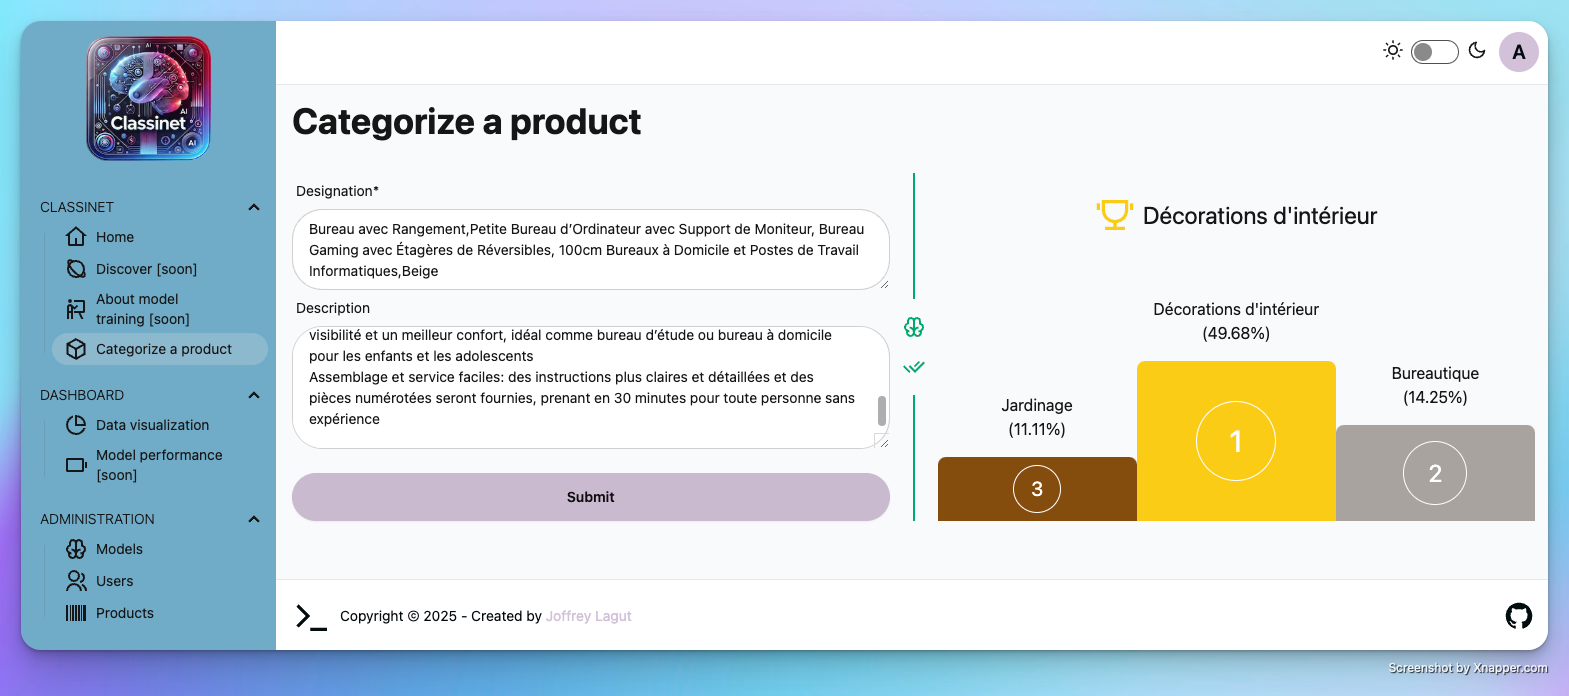 AI
AI
Classinet
AI
CLASSINET
Home
Discover [soon]
About model
training [soon]
Categorize a product
DASHBOARD
Data visualization
Model performance
[soon]
ADMINISTRATION
Models
Users
Products
A
Categorize a product
Designation*
Bureau avec Rangement,Petite Bureau d’Ordinateur avec Support de Moniteur, Bureau
Gaming avec Étagères de Réversibles, 100cm Bureaux à Domicile et Postes de Travail
Informatiques,Beige
Description
visibilité et un meilleur confort, idéal comme bureau d’étude ou bureau à domicile
pour les enfants et les adolescents
Assemblage et service faciles: des instructions plus claires et détaillées et des
pièces numérotées seront fournies, prenant en 30 minutes pour toute personne sans
expérience
Submit
Décorations d'intérieur
Décorations d'intérieur
(49.68%)
Bureautique
(14.25%)
Jardinage
(11.11%)
1
2
3
Copyright © 2025 - Created by Joffrey Lagut
Screenshot by Xnapper.com